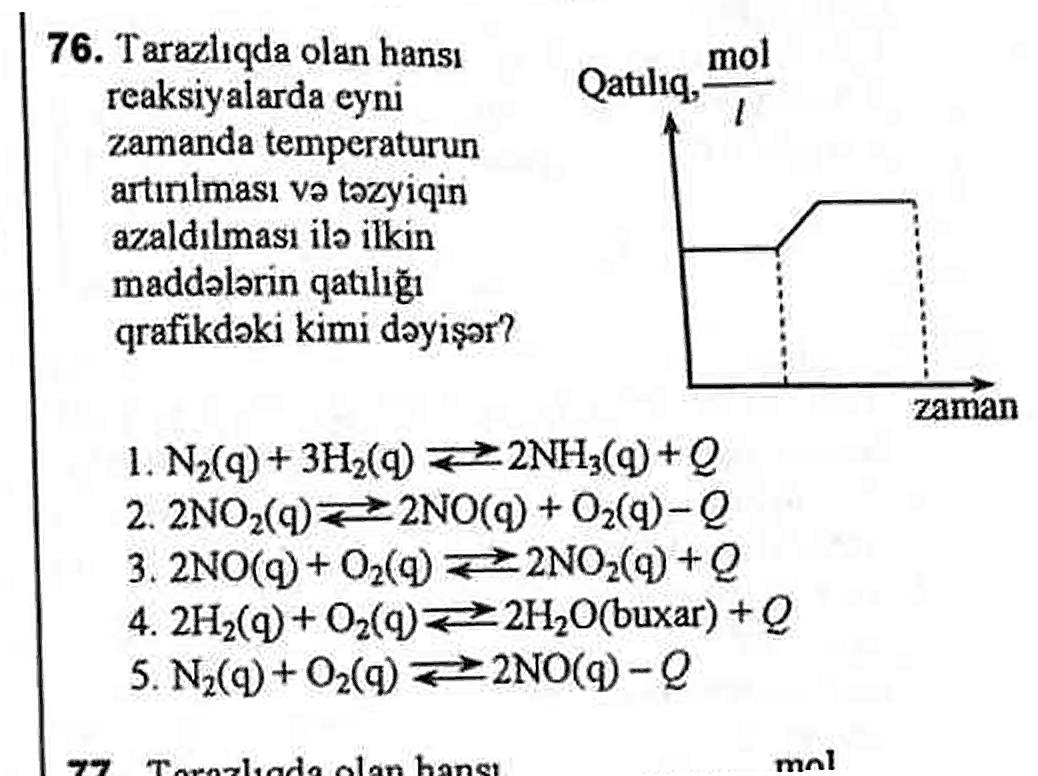 76. Tarazlıqda olan hansı
reaksiyalarda eyni
zamanda temperaturun
artırılması və təzyiqin
azaldılması ilə ilkin
maddələrin qatılığı
qrafikdəki kimi dəyişər?
Qatılıq, mol/l
zaman
1. N₂(q) + 3H₂(q) ⇄ 2NH₃(q) + Q
2. 2NO₂(q) ⇄ 2NO(q) + O₂(q) – Q
3. 2NO(q) + O₂(q) ⇄ 2NO₂(q) + Q
4. 2H₂(q) + O₂(q) ⇄ 2H₂O(buxar) + Q
5. N₂(q) + O₂(q) ⇄ 2NO(q) – Q
77. Tarazlıqda olan hansı
mol